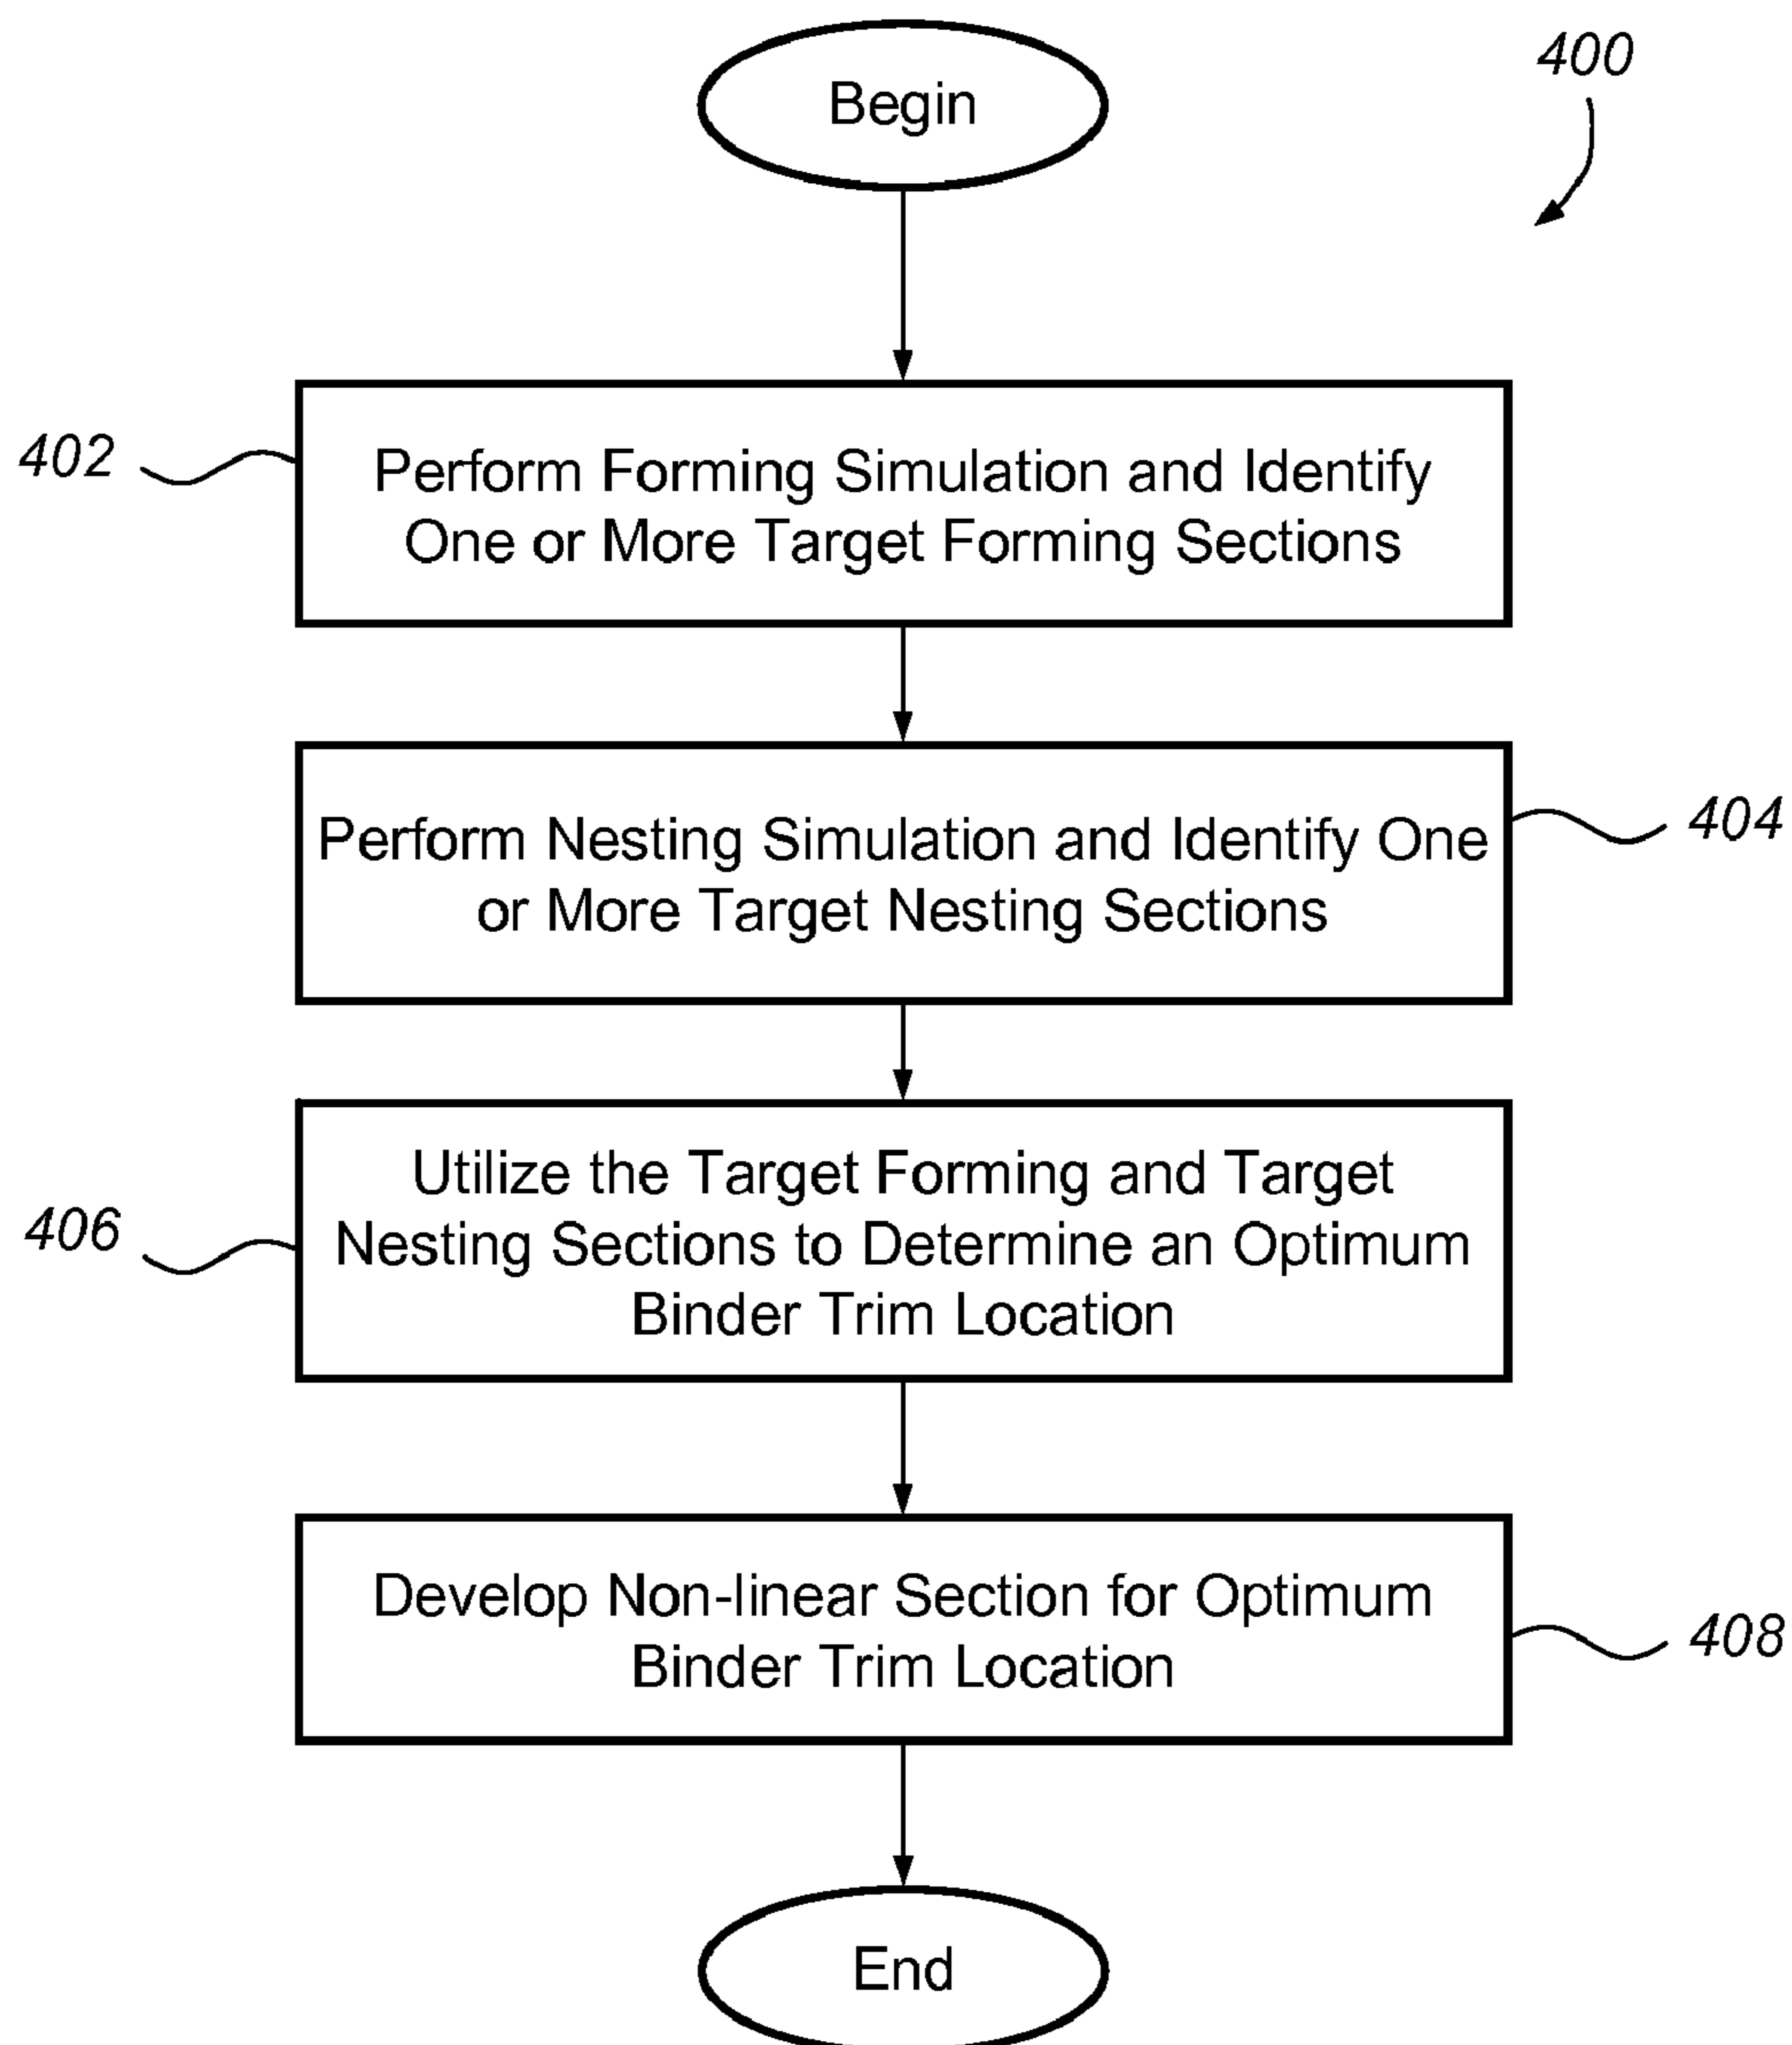 Begin
400
402
Perform Forming Simulation and Identify
One or More Target Forming Sections
Perform Nesting Simulation and Identify One
or More Target Nesting Sections
404
406
Utilize the Target Forming and Target
Nesting Sections to Determine an Optimum
Binder Trim Location
Develop Non-linear Section for Optimum
Binder Trim Location
408
End